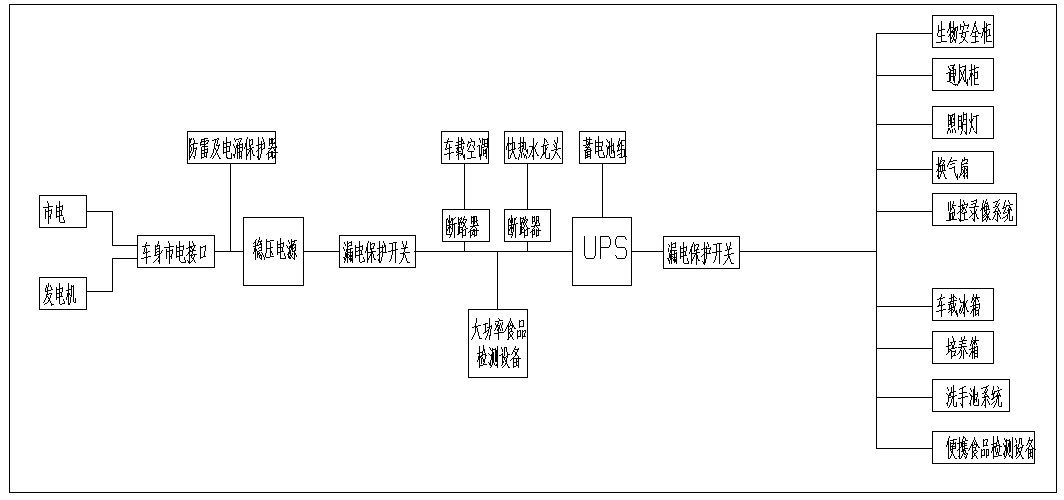 生物安全柜
通风柜
照明灯
防雷及电涌保护器
车载空调
快热水龙头
蓄电池组
换气扇
市电
断路器
断路器
监控录像系统
车身市电接口
稳压电源
漏电保护开关
UPS
漏电保护开关
发电机
车载冰箱
大功率食品
检测设备
培养箱
洗手池系统
便携食品检测设备